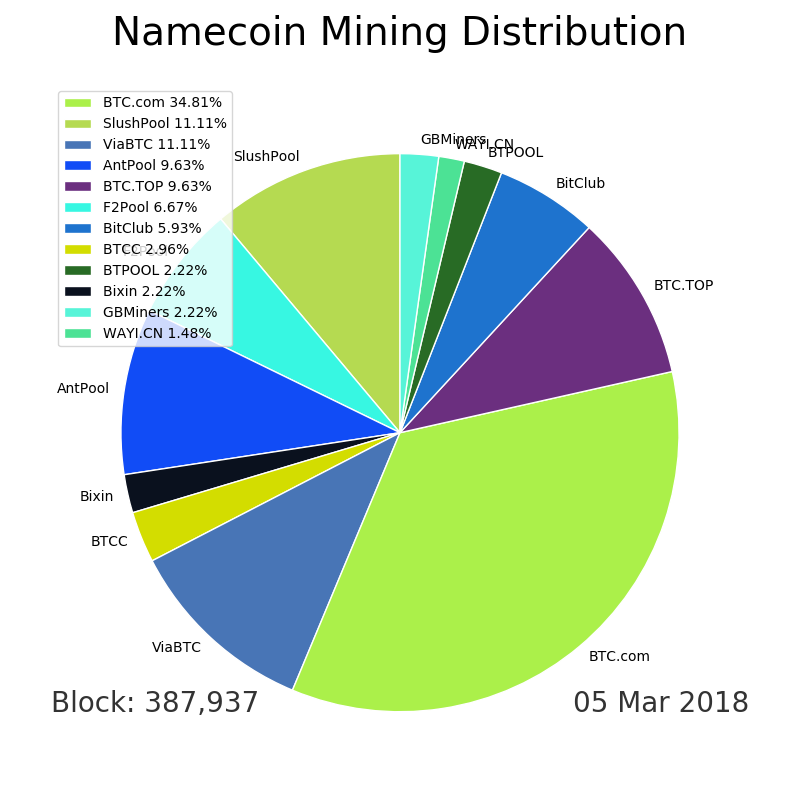 Namecoin Mining Distribution
BTC.com 34.81%
SlushPool 11.11%
ViaBTC 11.11%
AntPool 9.63%
BTC.TOP 9.63%
F2Pool 6.67%
BitClub 5.93%
BTCC 2.96%
BTPOOL 2.22%
Bixin 2.22%
GBMiners 2.22%
WAYI.CN 1.48%
GBMiners
WAYI.CN
BTPOOL
SlushPool
BitClub
F2Pool
BTC.TOP
AntPool
Bixin
BTCC
ViaBTC
BTC.com
Block: 387,937
05 Mar 2018